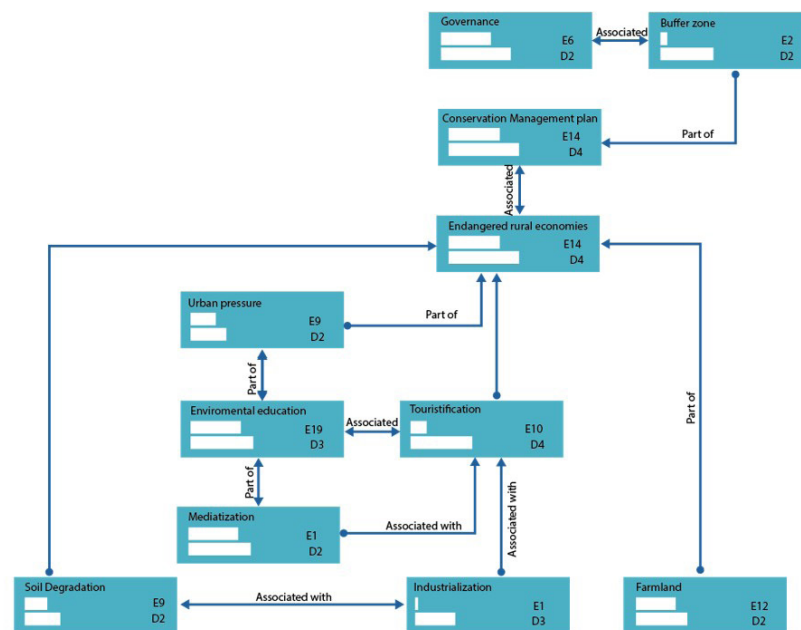 Governance
E6
D2
Associated
Buffer zone
E2
D2
Conservation Management plan
E14
D4
Part of
Associated
Endangered rural economies
E14
D4
Urban pressure
E9
D2
Part of
Part of
Part of
Enviromental education
E19
D3
Associated
Touristification
E10
D4
Part of
Mediatization
E1
D2
Associated with
Associated with
Soil Degradation
E9
D2
Associated with
Industrialization
E1
D3
Farmland
E12
D2